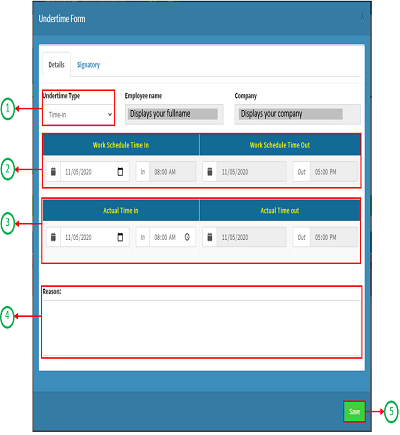 Undertime Form
x
Details Signatory
Undertime Type Employee name Company
1
Time-in Displays your fullname Displays your company
Work Schedule Time In Work Schedule Time Out
2
11/05/2020 In 08:00 AM 11/05/2020 Out 05:00 PM
Actual Time in Actual Time out
3
11/05/2020 In 08:00 AM 11/05/2020 Out 05:00 PM
Reason:
4
Save 5